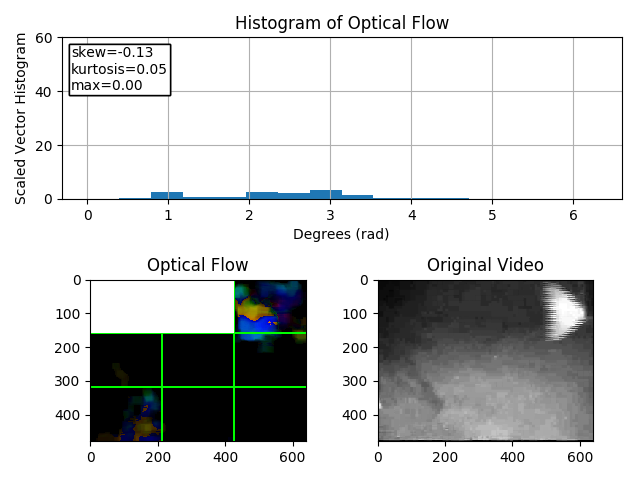 Histogram of Optical Flow
Scaled Vector Histogram
60
40
20
0
skew=-0.13
kurtosis=0.05
max=0.00
0 1 2 3 4 5 6
Degrees (rad)
Optical Flow
0
100
200
300
400
0 200 400 600
Original Video
0
100
200
300
400
0 200 400 600